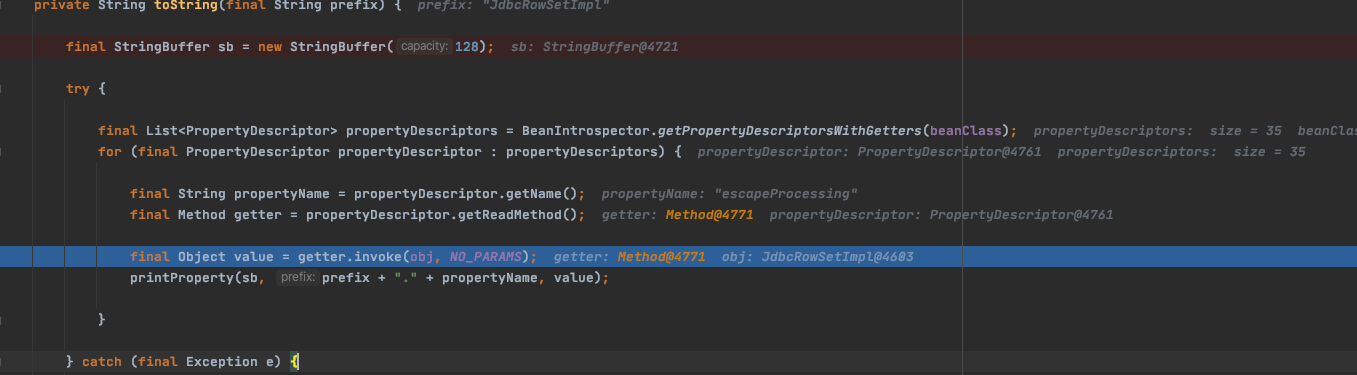 private String toString(final String prefix) {  prefix: "JdbcRowSetImpl"
final StringBuffer sb = new StringBuffer( capacity: 128);  sb: StringBuffer@4721
try {
final List<PropertyDescriptor> propertyDescriptors = BeanIntrospector.getPropertyDescriptorsWithGetters(beanClass);  propertyDescriptors:  size = 35  beanClas
for (final PropertyDescriptor propertyDescriptor : propertyDescriptors) {  propertyDescriptor: PropertyDescriptor@4761  propertyDescriptors:  size = 35
final String propertyName = propertyDescriptor.getName();  propertyName: "escapeProcessing"
final Method getter = propertyDescriptor.getReadMethod();  getter: Method@4771  propertyDescriptor: PropertyDescriptor@4761
final Object value = getter.invoke(obj, NO_PARAMS);  getter: Method@4771  obj: JdbcRowSetImpl@4603
printProperty(sb,  prefix: prefix + "." + propertyName, value);
}
} catch (final Exception e) {